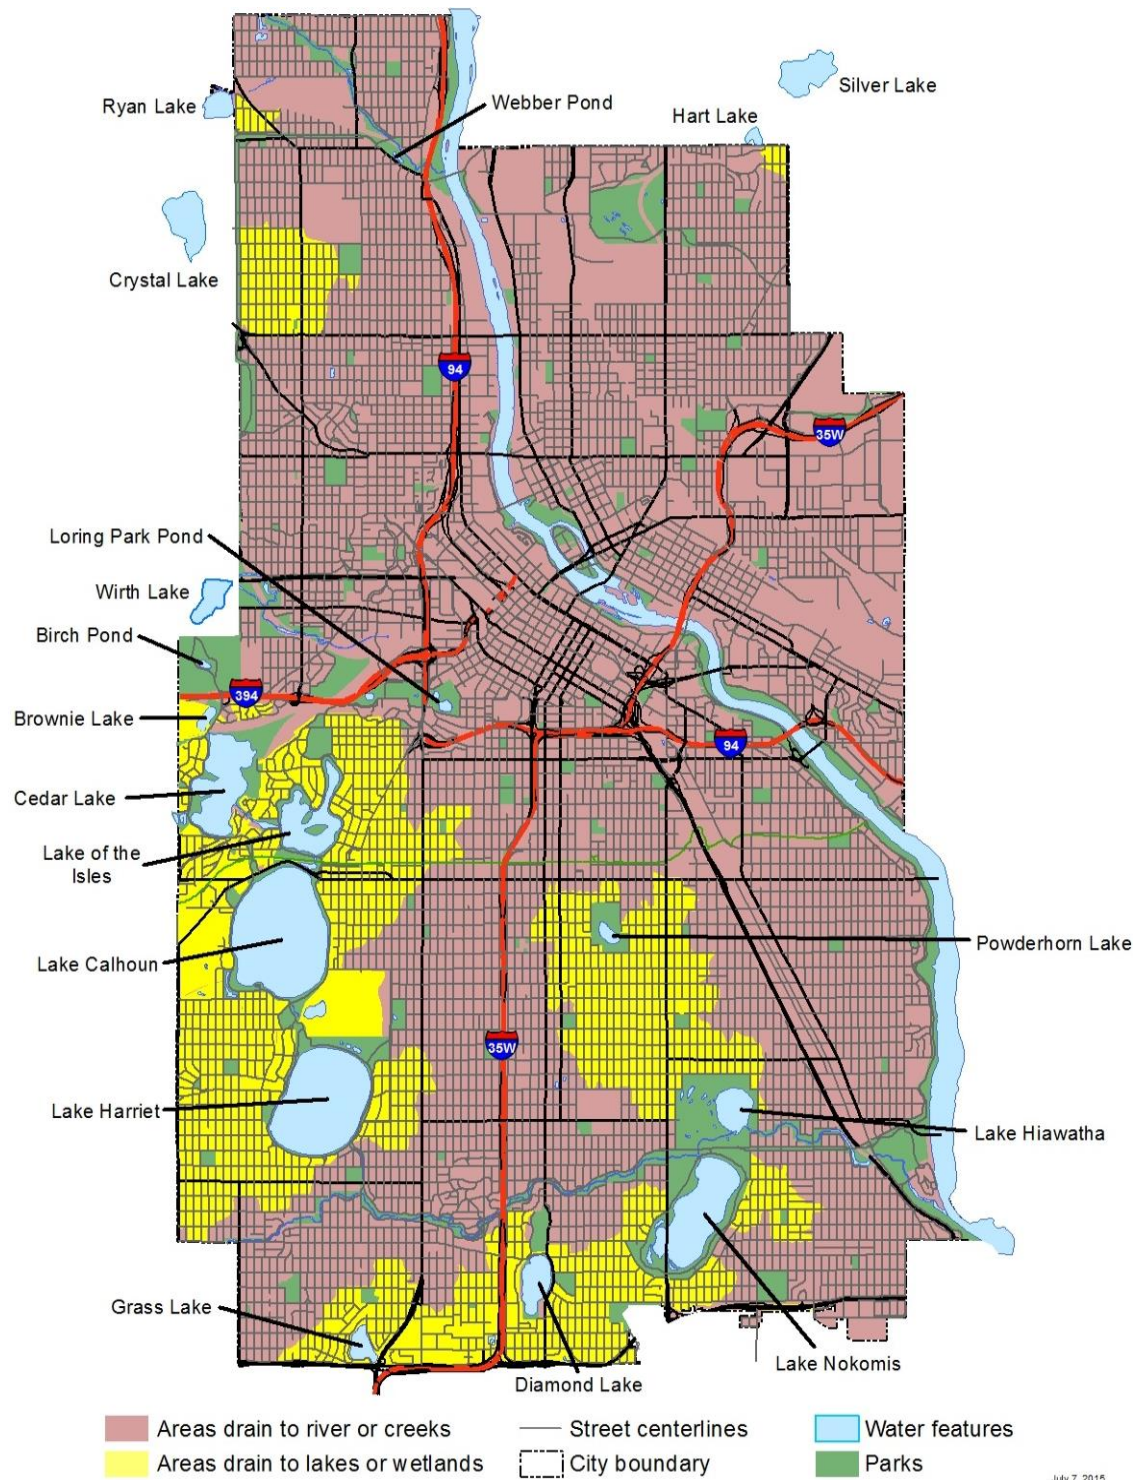 Silver Lake
Ryan Lake
Webber Pond
Hart Lake
Crystal Lake
94
35W
Loring Park Pond
Wirth Lake
Birch Pond
394
Brownie Lake
94
Cedar Lake
Lake of the
Isles
Powderhorn Lake
Lake Calhoun
35W
Lake Harriet
Lake Hiawatha
Grass Lake
Lake Nokomis
Diamond Lake
Areas drain to river or creeks
Street centerlines
Water features
Areas drain to lakes or wetlands
City boundary
Parks
July 7, 2015